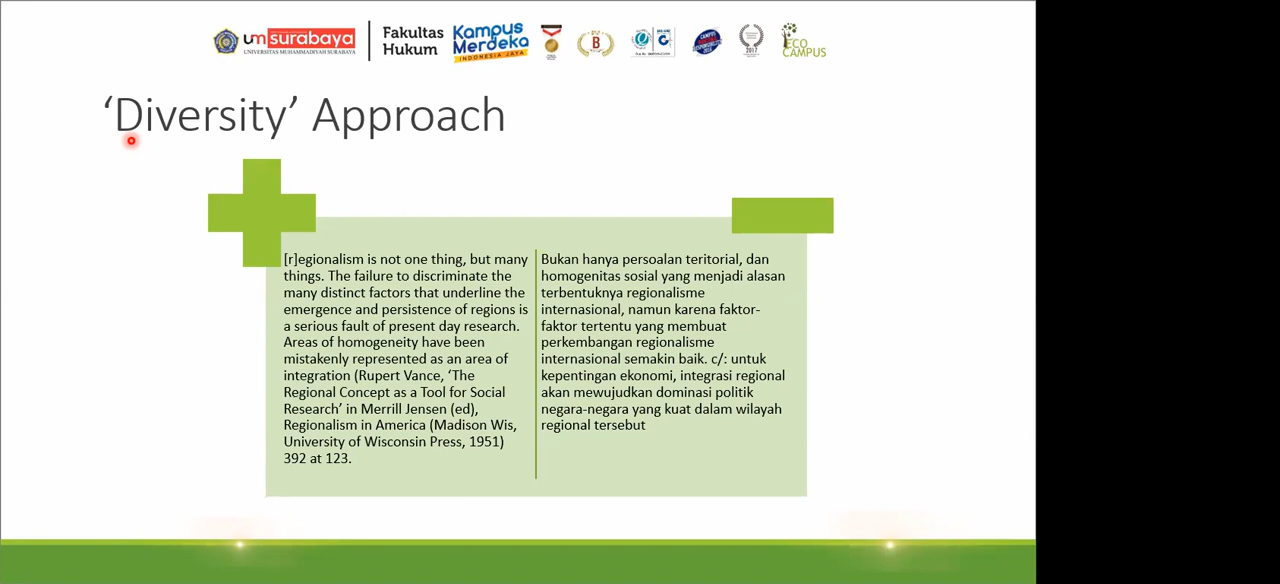 um surabaya
UNIVERSITAS MUHAMMADIYAH SURABAYA
Fakultas
Hukum
Kampus
Merdeka
INDONESIA JAYA
B
2017
ECO
CAMPUS
‘Diversity’ Approach
[r]egionalism is not one thing, but many
things. The failure to discriminate the
many distinct factors that underline the
emergence and persistence of regions is
a serious fault of present day research.
Areas of homogeneity have been
mistakenly represented as an area of
integration (Rupert Vance, ‘The
Regional Concept as a Tool for Social
Research’ in Merrill Jensen (ed),
Regionalism in America (Madison Wis,
University of Wisconsin Press, 1951)
392 at 123.
Bukan hanya persoalan teritorial, dan
homogenitas sosial yang menjadi alasan
terbentuknya regionalisme
internasional, namun karena faktor-
faktor tertentu yang membuat
perkembangan regionalisme
internasional semakin baik. c/: untuk
kepentingan ekonomi, integrasi regional
akan mewujudkan dominasi politik
negara-negara yang kuat dalam wilayah
regional tersebut